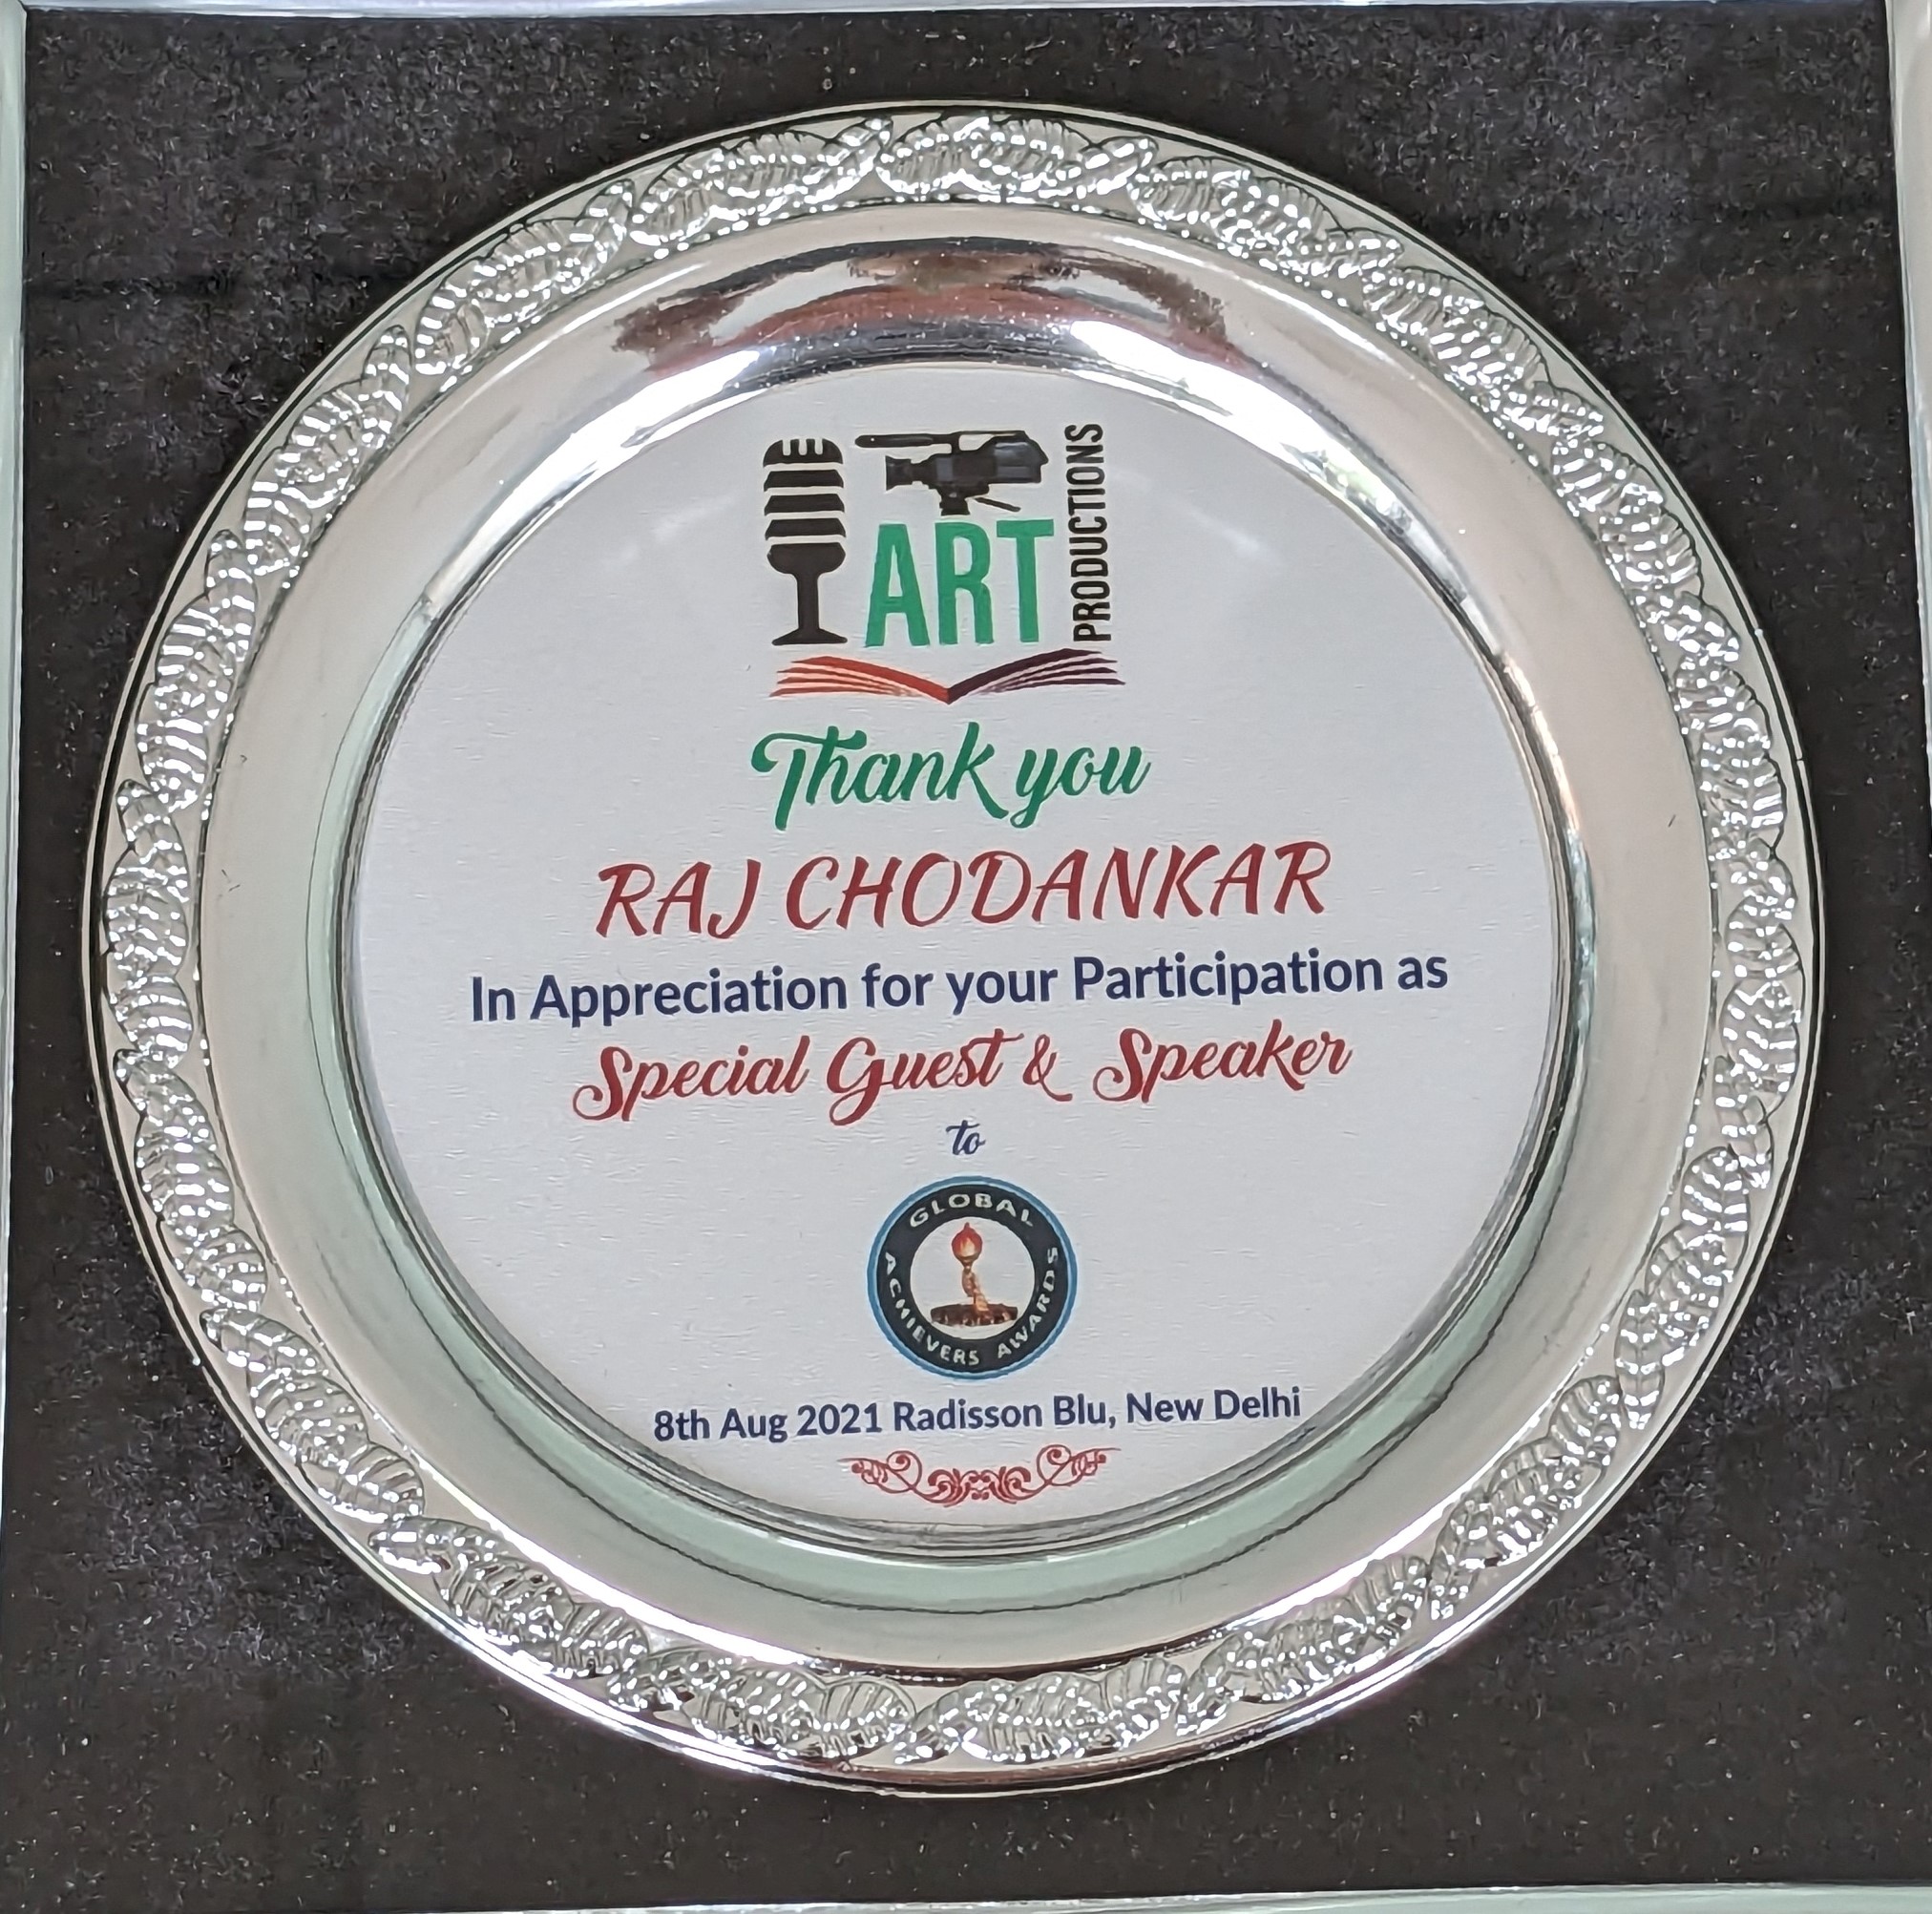 ART PRODUCTIONS
Thank you
RAJ CHODANKAR
In Appreciation for your Participation as
Special Guest & Speaker
to
GLOBAL
ACHIEVERS AWARDS
8th Aug 2021 Radisson Blu, New Delhi